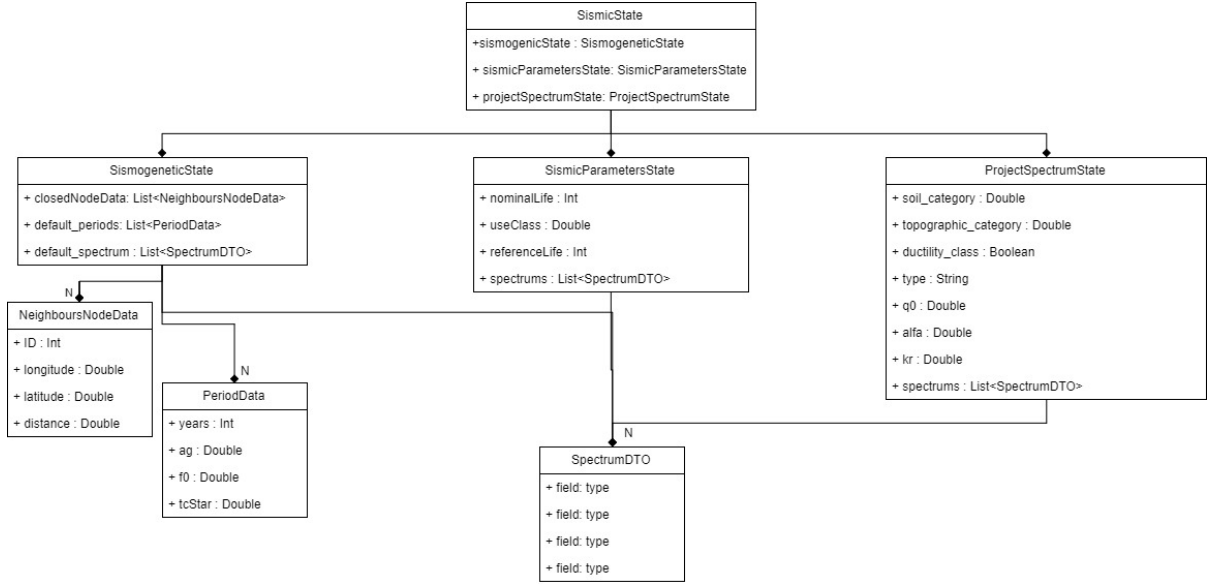 SismicState
+sismogenicState : SismogeneticState
+ sismicParametersState: SismicParametersState
+ projectSpectrumState: ProjectSpectrumState
SismogeneticState
+ closedNodeData: List<NeighboursNodeData>
+ default_periods: List<PeriodData>
+ default_spectrum : List<SpectrumDTO>
SismicParametersState
+ nominalLife : Int
+ useClass : Double
+ referenceLife : Int
+ spectrums : List<SpectrumDTO>
ProjectSpectrumState
+ soil_category : Double
+ topographic_category : Double
+ ductility_class : Boolean
+ type : String
+ q0 : Double
+ alfa : Double
+ kr : Double
+ spectrums : List<SpectrumDTO>
N
NeighboursNodeData
+ ID : Int
+ longitude : Double
+ latitude : Double
+ distance : Double
N
PeriodData
+ years : Int
+ ag : Double
+ f0 : Double
+ tcStar : Double
N
SpectrumDTO
+ field: type
+ field: type
+ field: type
+ field: type